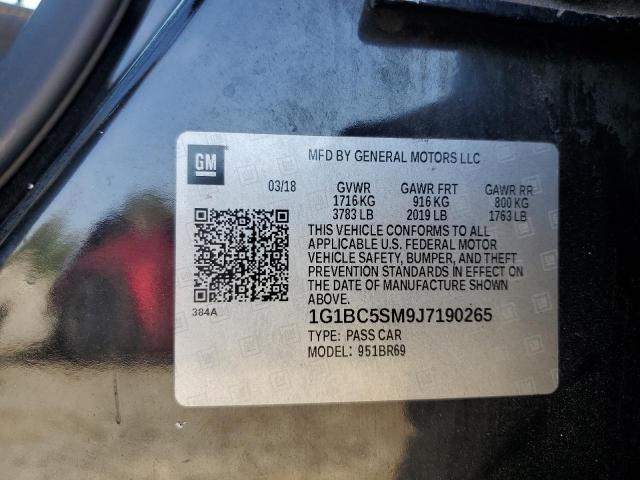 GM
MFD BY GENERAL MOTORS LLC
03/18 GVWR GAWR FRT GAWR RR
1716 KG 916 KG 800 KG
3783 LB 2019 LB 1763 LB
THIS VEHICLE CONFORMS TO ALL
APPLICABLE U.S. FEDERAL MOTOR
VEHICLE SAFETY, BUMPER, AND THEFT
PREVENTION STANDARDS IN EFFECT ON
THE DATE OF MANUFACTURE SHOWN
ABOVE.
384A
1G1BC5SM9J7190265
TYPE: PASS CAR
MODEL: 951BR69